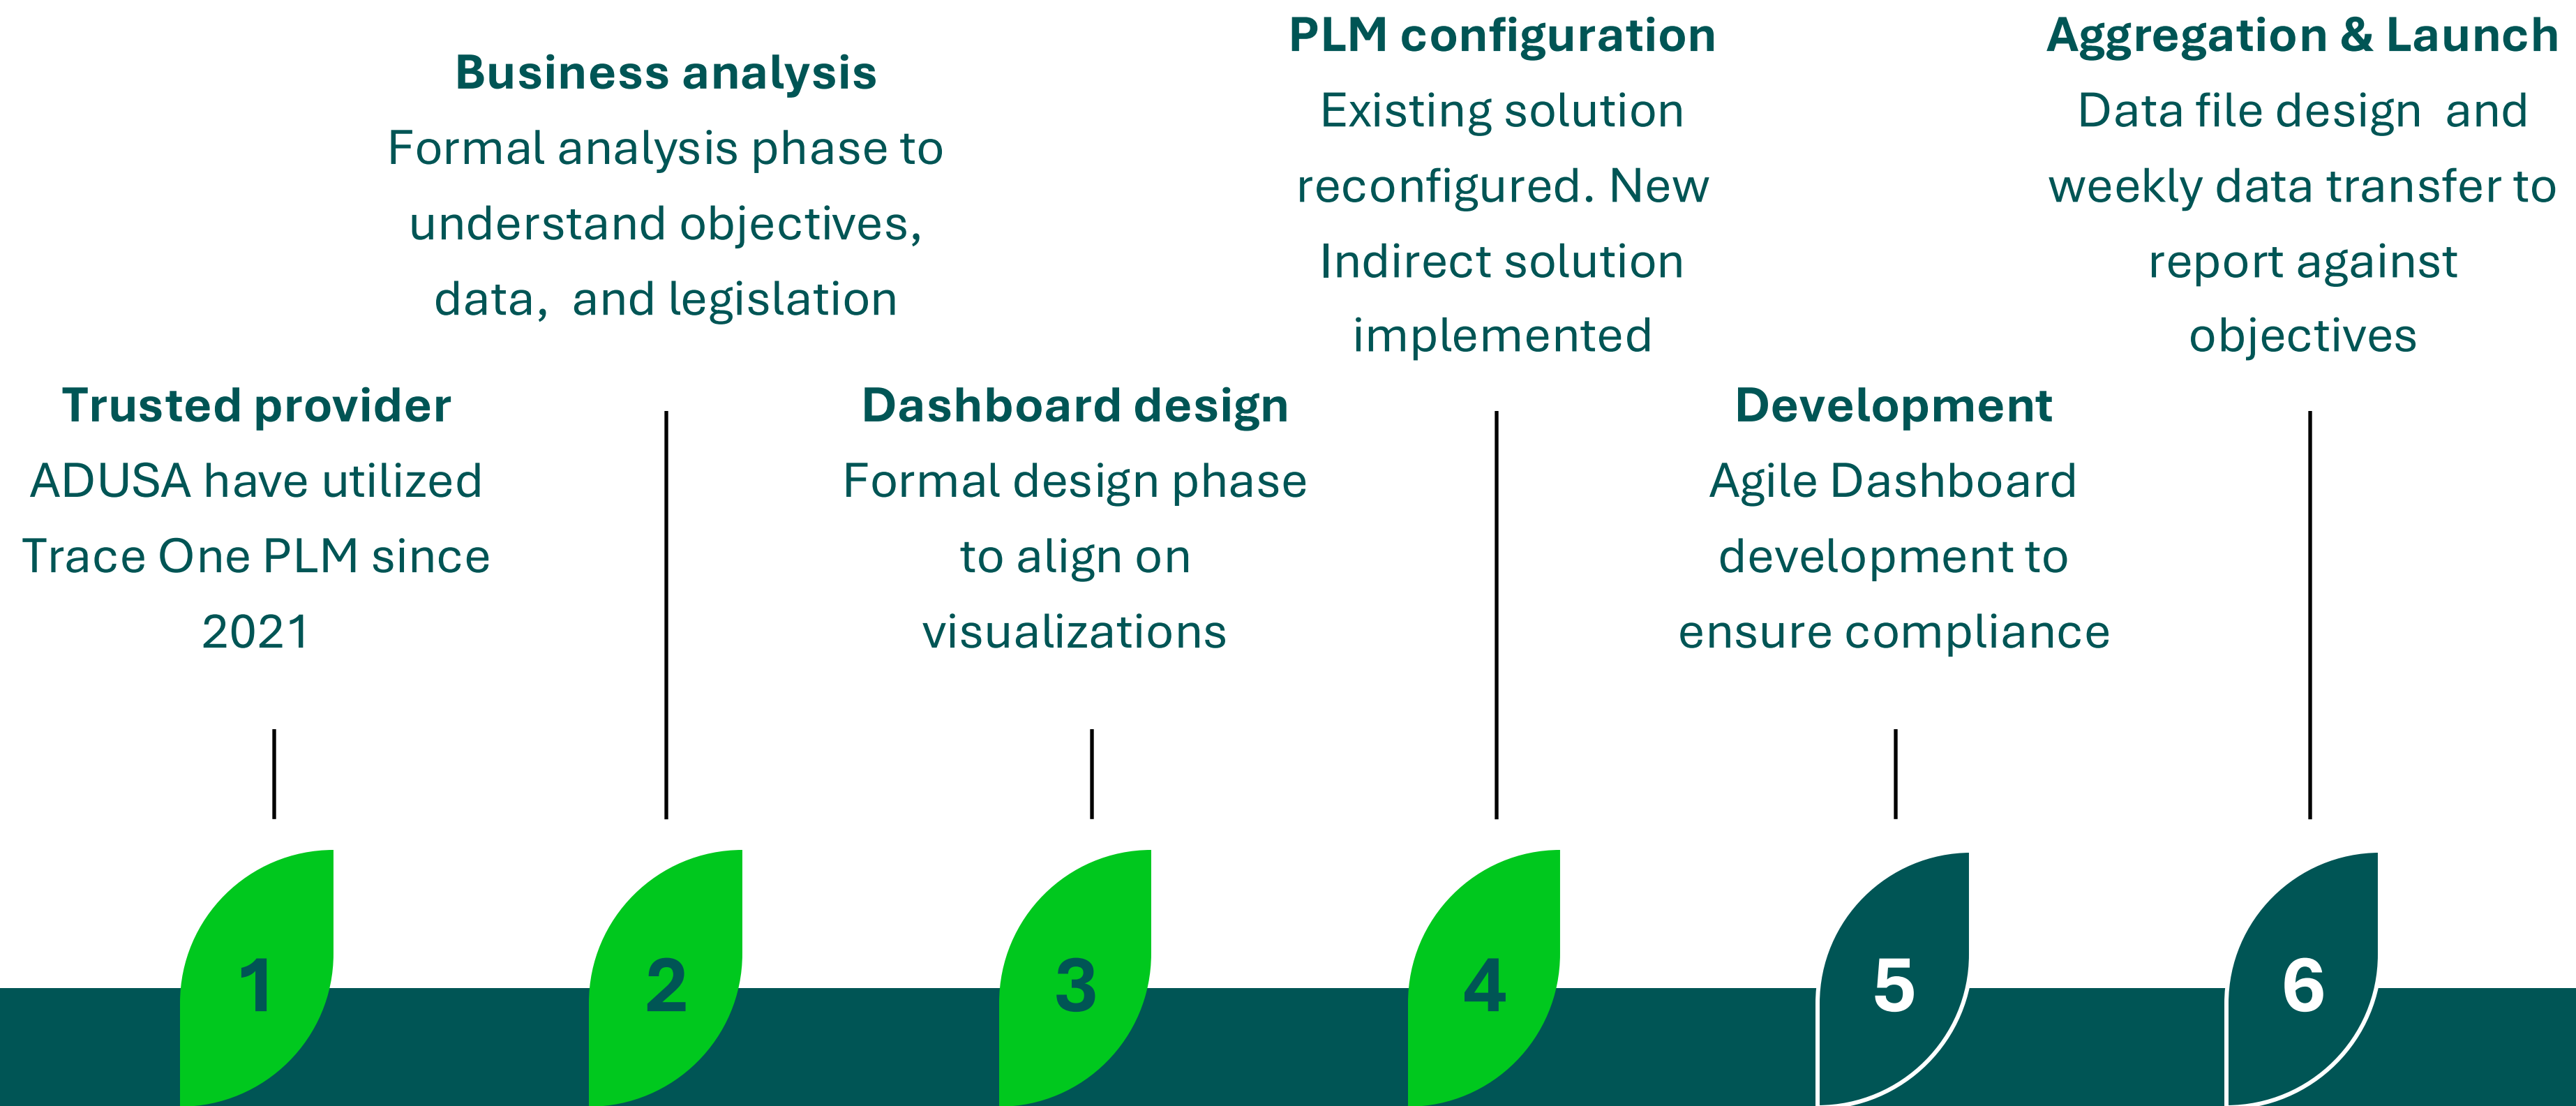 Trusted provider
ADUSA have utilized
Trace One PLM since
2021
Business analysis
Formal analysis phase to
understand objectives,
data,  and legislation
Dashboard design
Formal design phase
to align on
visualizations
PLM configuration
Existing solution
reconfigured. New
Indirect solution
implemented
Development
Agile Dashboard
development to
ensure compliance
Aggregation & Launch
Data file design  and
weekly data transfer to
report against
objectives
1
2
3
4
5
6